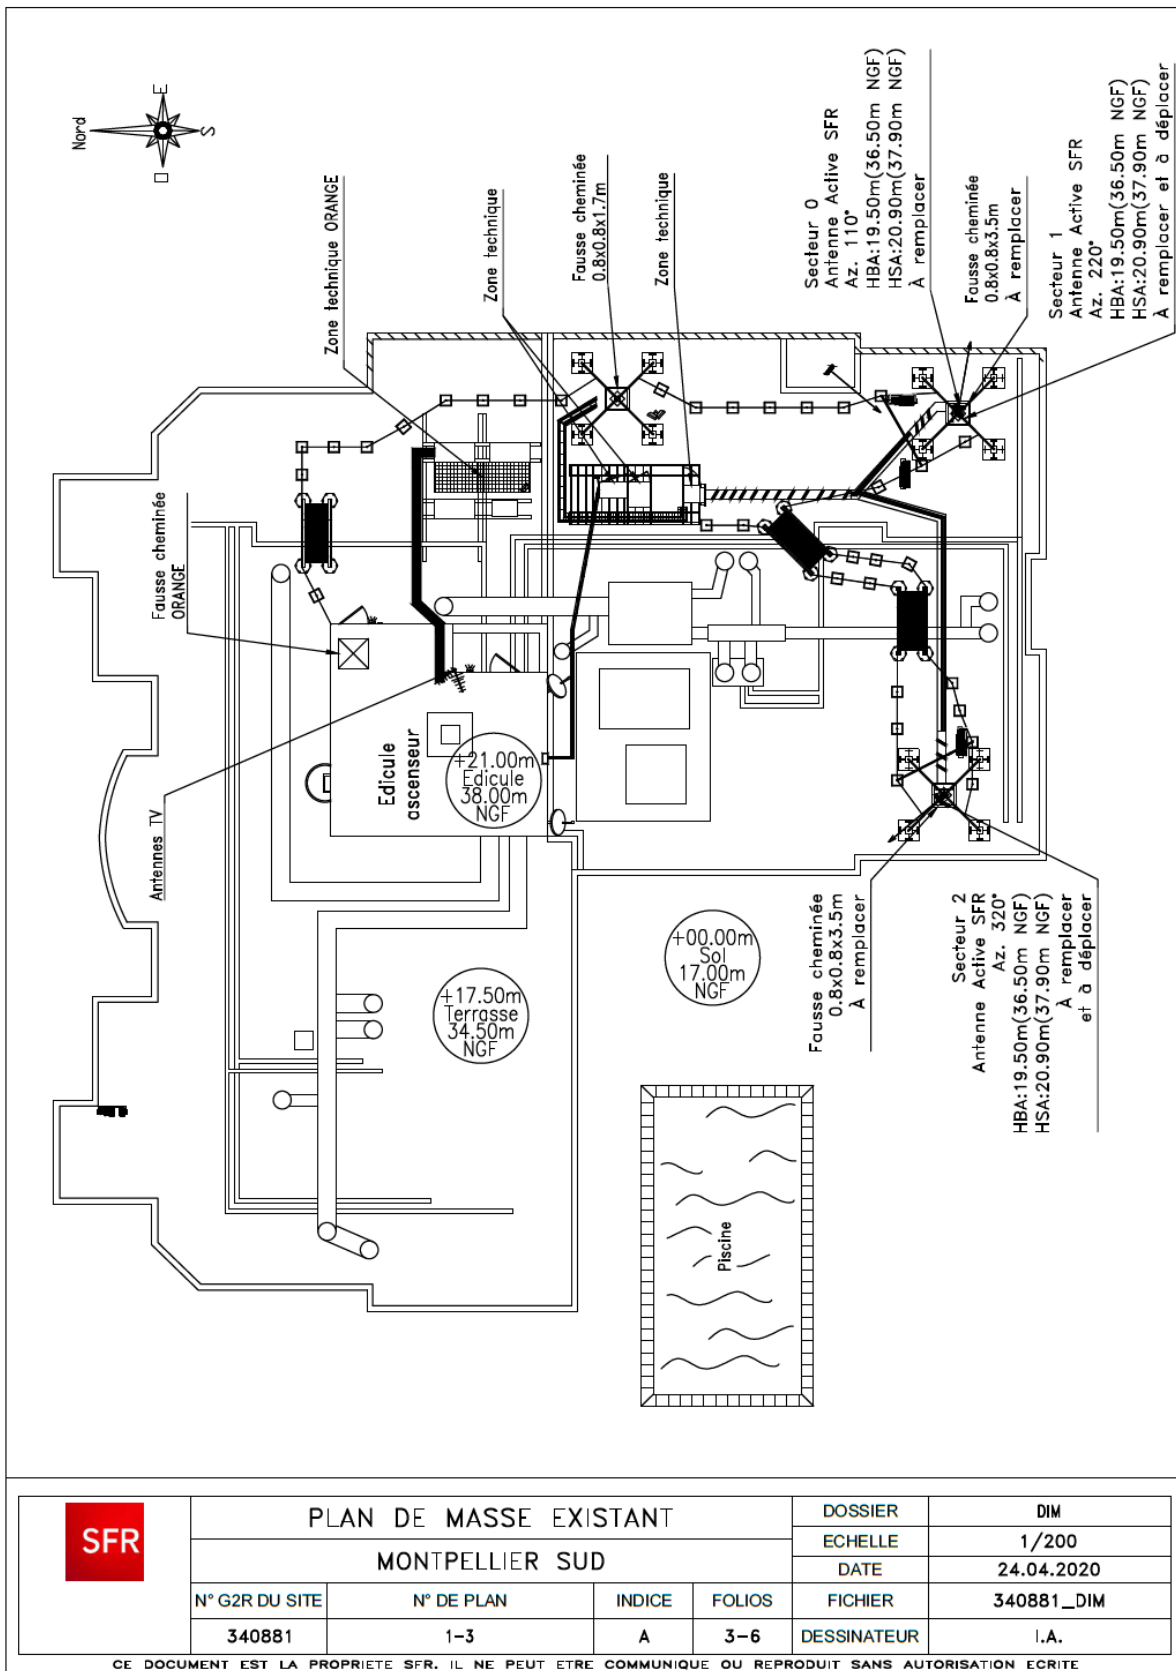 Nord
E
S
O
Zone technique ORANGE
Zone technique
Fausse cheminée
0.8x0.8x1.7m
Zone technique
Secteur 0
Antenne Active SFR
Az. 110°
HBA:19.50m(36.50m NGF)
HSA:20.90m(37.90m NGF)
À remplacer
Fausse cheminée
0.8x0.8x3.5m
À remplacer
Secteur 1
Antenne Active SFR
Az. 220°
HBA:19.50m(36.50m NGF)
HSA:20.90m(37.90m NGF)
À remplacer et à déplacer
Fausse cheminée
ORANGE
Antennes TV
Edicule
ascenseur
+21.00m
Edicule
38.00m
NGF
+17.50m
Terrasse
34.50m
NGF
+00.00m
Sol
17.00m
NGF
Fausse cheminée
0.8x0.8x3.5m
À remplacer
Secteur 2
Antenne Active SFR
Az. 320°
HBA:19.50m(36.50m NGF)
HSA:20.90m(37.90m NGF)
À remplacer
et à déplacer
Piscine
SFR
PLAN DE MASSE EXISTANT
MONTPELLIER SUD
DOSSIER DIM
ECHELLE 1/200
DATE 24.04.2020
N° G2R DU SITE N° DE PLAN INDICE FOLIOS FICHIER 340881_DIM
340881 1-3 A 3-6 DESSINATEUR I.A.
CE DOCUMENT EST LA PROPRIETE SFR. IL NE PEUT ETRE COMMUNIQUE OU REPRODUIT SANS AUTORISATION ECRITE